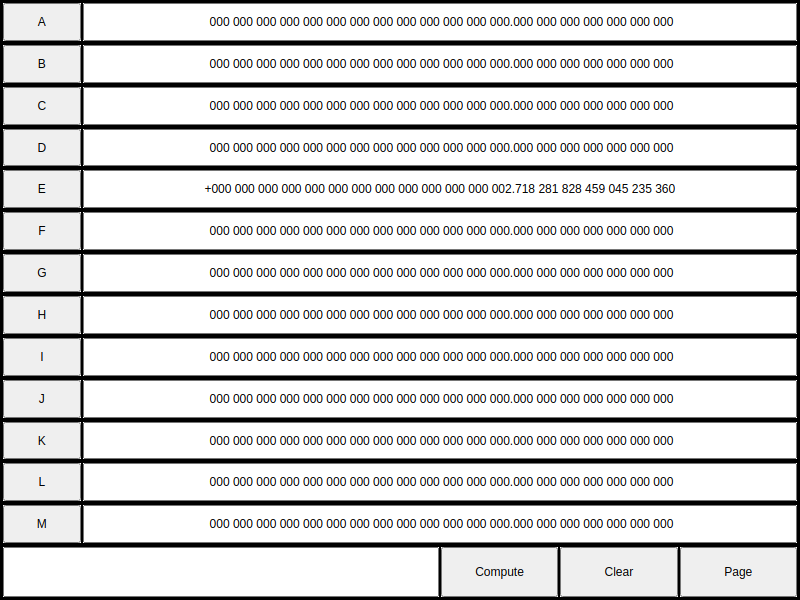 A 000 000 000 000 000 000 000 000 000 000 000 000 000.000 000 000 000 000 000 000
B 000 000 000 000 000 000 000 000 000 000 000 000 000.000 000 000 000 000 000 000
C 000 000 000 000 000 000 000 000 000 000 000 000 000.000 000 000 000 000 000 000
D 000 000 000 000 000 000 000 000 000 000 000 000 000.000 000 000 000 000 000 000
E +000 000 000 000 000 000 000 000 000 000 000 000 002.718 281 828 459 045 235 360
F 000 000 000 000 000 000 000 000 000 000 000 000 000.000 000 000 000 000 000 000
G 000 000 000 000 000 000 000 000 000 000 000 000 000.000 000 000 000 000 000 000
H 000 000 000 000 000 000 000 000 000 000 000 000 000.000 000 000 000 000 000 000
I 000 000 000 000 000 000 000 000 000 000 000 000 000.000 000 000 000 000 000 000
J 000 000 000 000 000 000 000 000 000 000 000 000 000.000 000 000 000 000 000 000
K 000 000 000 000 000 000 000 000 000 000 000 000 000.000 000 000 000 000 000 000
L 000 000 000 000 000 000 000 000 000 000 000 000 000.000 000 000 000 000 000 000
M 000 000 000 000 000 000 000 000 000 000 000 000 000.000 000 000 000 000 000 000
Compute Clear Page